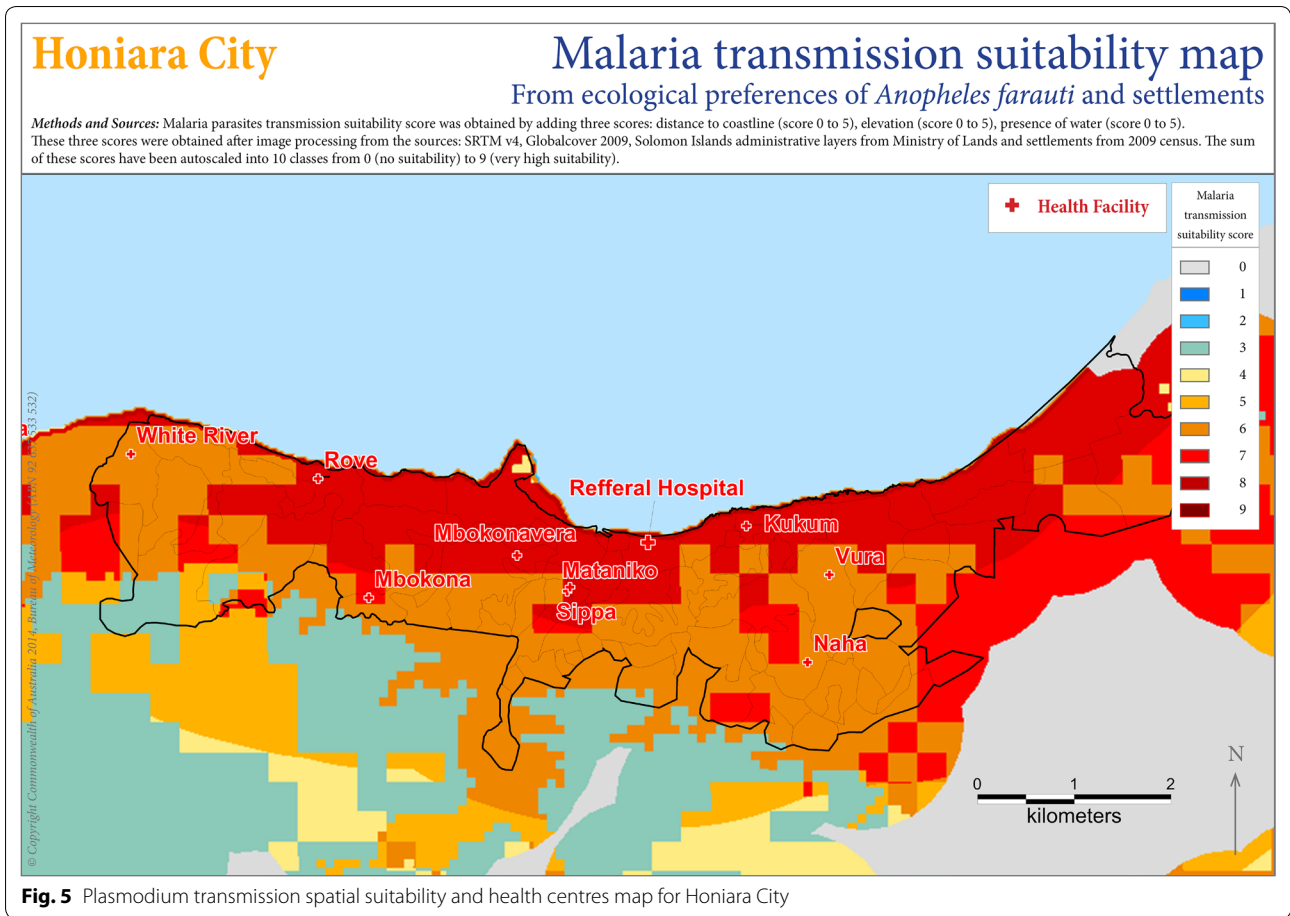 Honiara City
Malaria transmission suitability map
From ecological preferences of Anopheles farauti and settlements
Methods and Sources: Malaria parasites transmission suitability score was obtained by adding three scores: distance to coastline (score 0 to 5), elevation (score 0 to 5), presence of water (score 0 to 5).
These three scores were obtained after image processing from the sources: SRTM v4, Globalcover 2009, Solomon Islands administrative layers from Ministry of Lands and settlements from 2009 census. The sum
of these scores have been autoscaled into 10 classes from 0 (no suitability) to 9 (very high suitability).
Health Facility
Malaria
transmission
suitability score
0
1
2
3
4
5
6
7
8
9
a
White River
Rove
Refferal Hospital
Mbokonavera
Kukum
Vura
Mataniko
Mbokona
Sippa
Naha
N
0 1 2
kilometers
© Copyright Commonwealth of Australia 2014, Bureau of Meteorology (ABN 92 637 533 532)
Fig. 5 Plasmodium transmission spatial suitability and health centres map for Honiara City